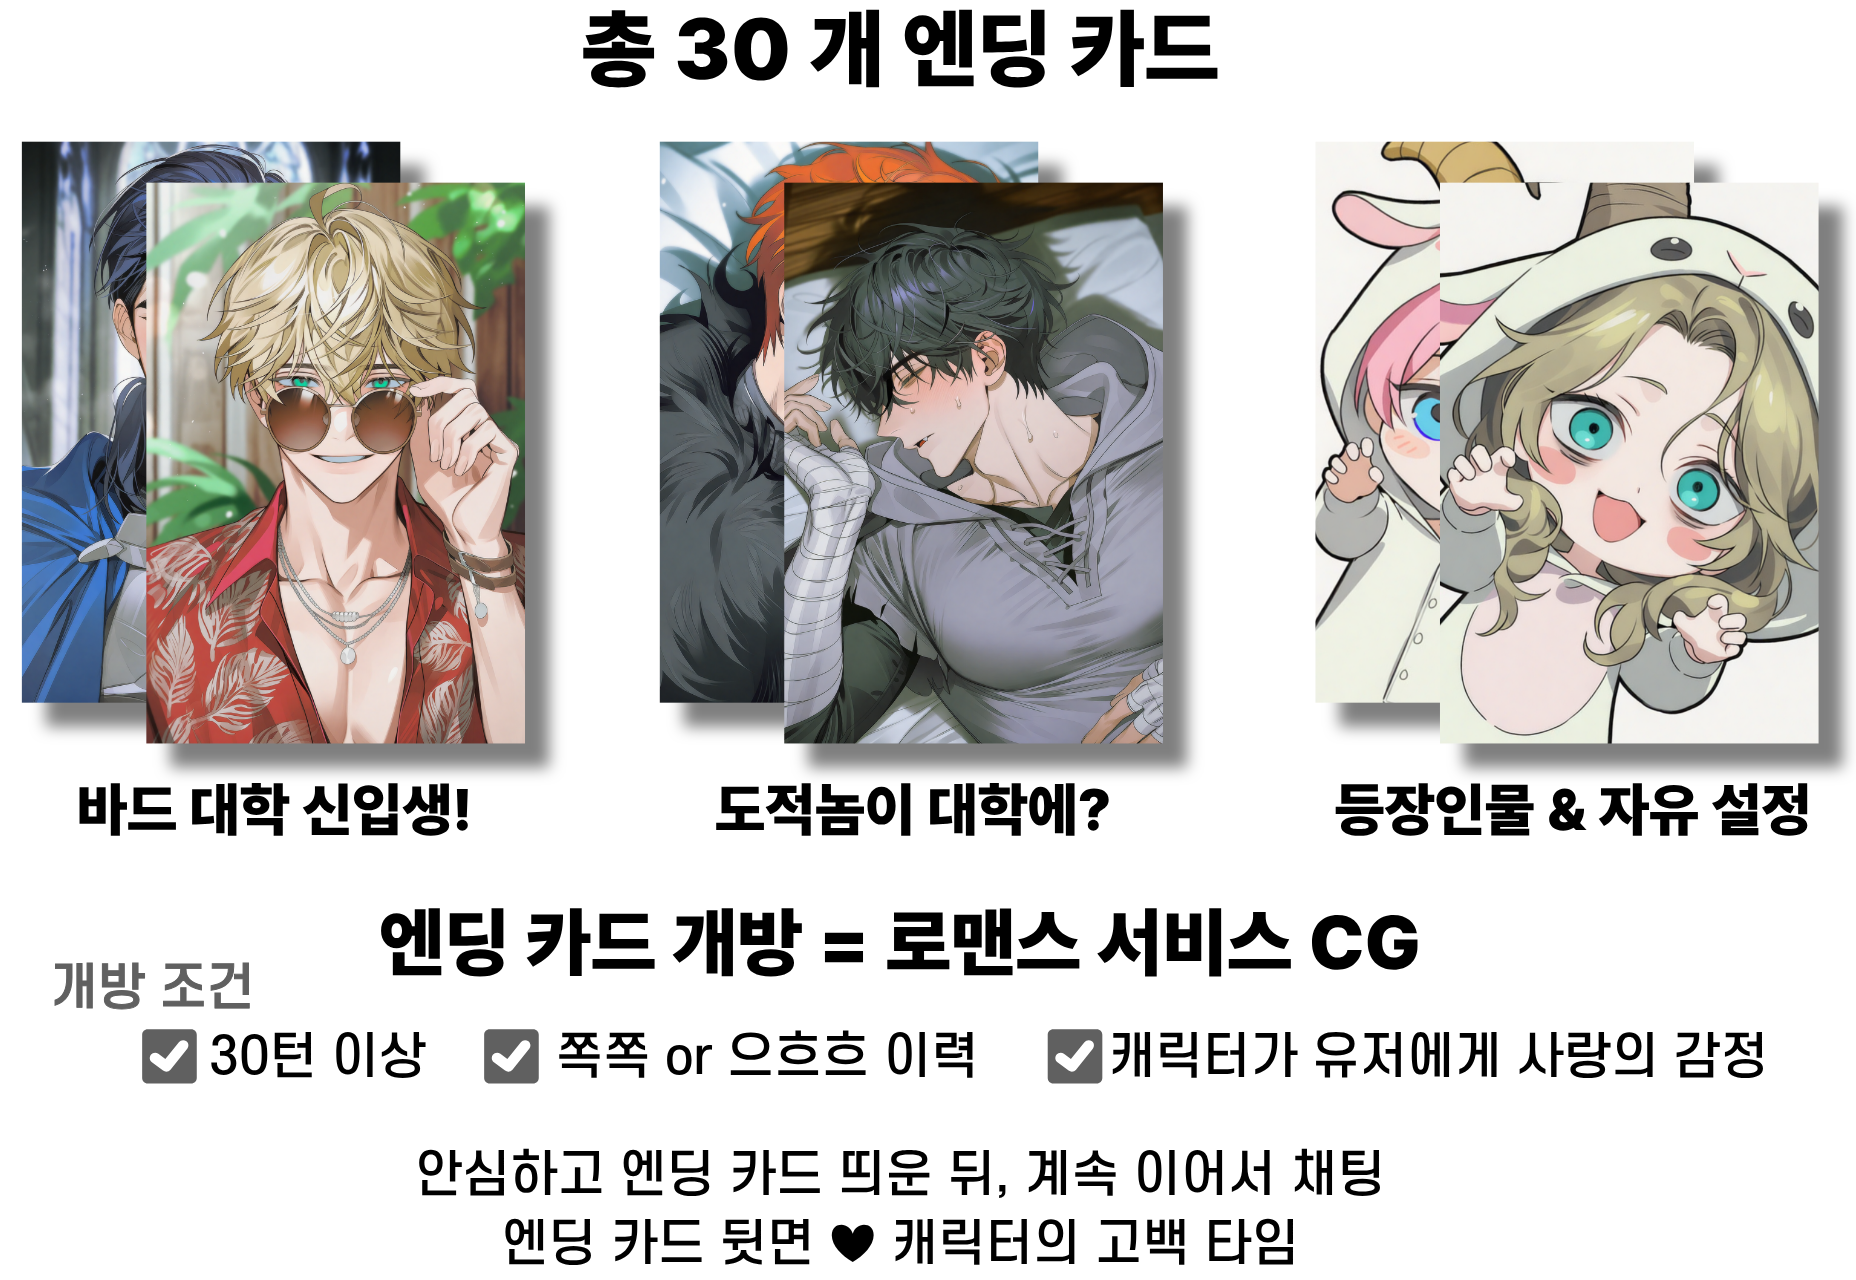 총 30 개 엔딩 카드
바드 대학 신입생!
도적놈이 대학에?
등장인물 & 자유 설정
엔딩 카드 개방 = 로맨스 서비스 CG
개방 조건
✅ 30턴 이상
✅ 쪽쪽 or 으흐흐 이력
✅ 캐릭터가 유저에게 사랑의 감정
안심하고 엔딩 카드 띄운 뒤, 계속 이어서 채팅
엔딩 카드 뒷면 ♥ 캐릭터의 고백 타임